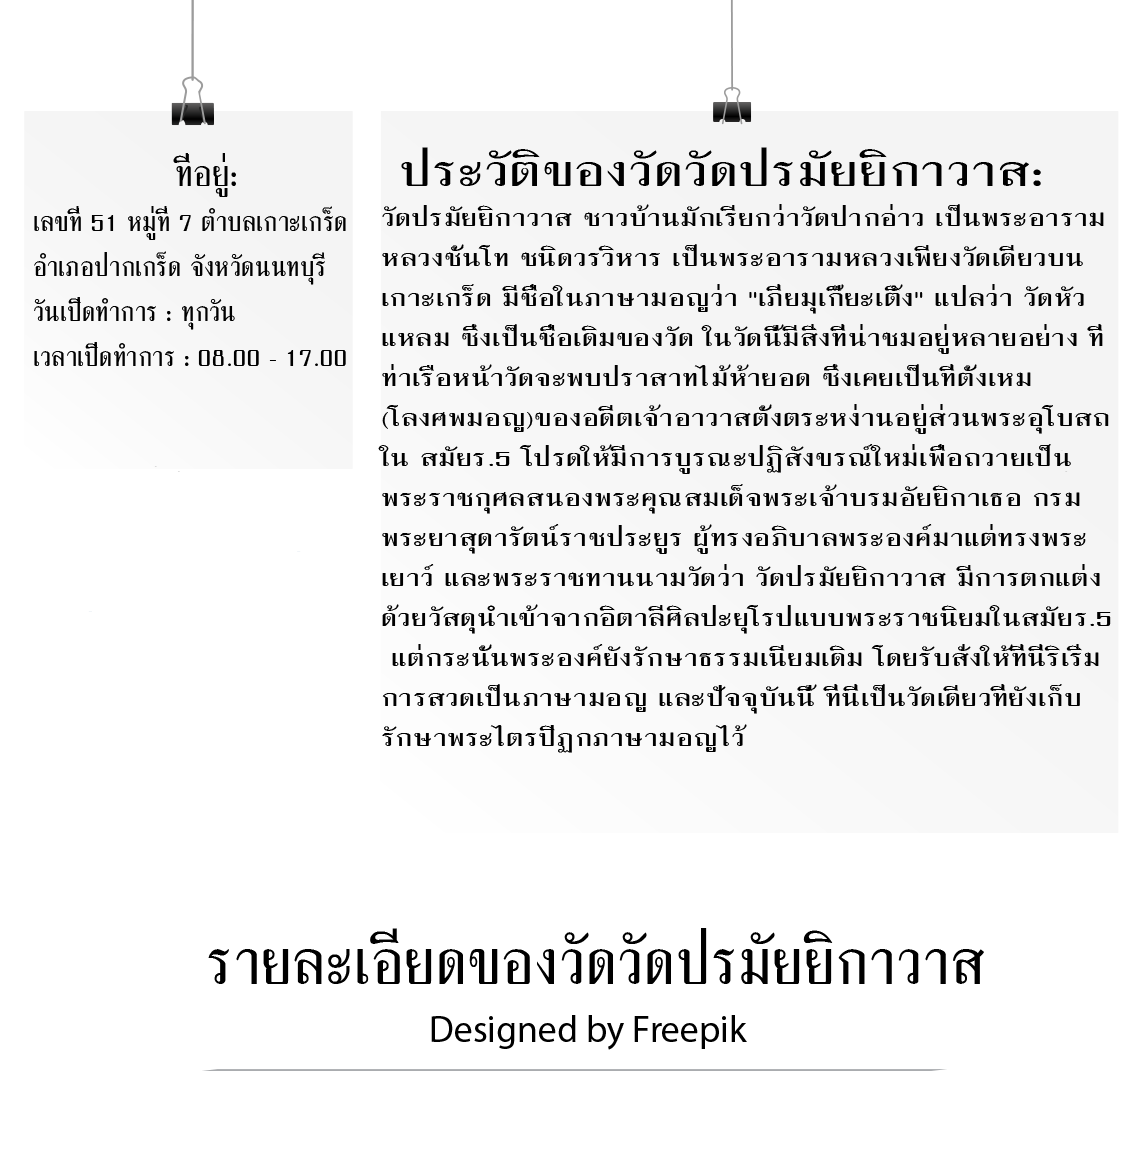 ที่อยู่:
เลขที่ 51 หมู่ที่ 7 ตำบลเกาะเกร็ด
อำเภอปากเกร็ด จังหวัดนนทบุรี
วันเปิดทำการ : ทุกวัน
เวลาเปิดทำการ : 08.00 - 17.00
ประวัติของวัดวัดปรมัยยิกาวาส:
วัดปรมัยยิกาวาส ชาวบ้านมักเรียกว่าวัดปากอ่าว เป็นพระอาราม
หลวงชั้นโท ชนิดวรวิหาร เป็นพระอารามหลวงเพียงวัดเดียวบน
เกาะเกร็ด มีชื่อในภาษามอญว่า "เภี่ยมุเกี๊ยะเติ้ง" แปลว่า วัดหัว
แหลม ซึ่งเป็นชื่อเดิมของวัด ในวัดนี้มีสิ่งที่น่าชมอยู่หลายอย่าง ที่
ท่าเรือหน้าวัดจะพบปราสาทไม้ห้ายอด ซึ่งเคยเป็นที่ตั้งเหม
(โลงศพมอญ)ของอดีตเจ้าอาวาสตั้งตระหง่านอยู่ส่วนพระอุโบสถ
ใน สมัยร.5 โปรดให้มีการบูรณะปฏิสังขรณ์ใหม่เพื่อถวายเป็น
พระราชกุศลสนองพระคุณสมเด็จพระเจ้าบรมอัยยิกาเธอ กรม
พระยาสุดารัตน์ราชประยูร ผู้ทรงอภิบาลพระองค์มาแต่ทรงพระ
เยาว์ และพระราชทานนามวัดว่า วัดปรมัยยิกาวาส มีการตกแต่ง
ด้วยวัสดุนำเข้าจากอิตาลีศิลปะยุโรปแบบพระราชนิยมในสมัยร.5
แต่กระนั้นพระองค์ยังรักษาธรรมเนียมเดิม โดยรับสั่งให้ที่นี่ริเริ่ม
การสวดเป็นภาษามอญ และปัจจุบันนี้ ที่นี่เป็นวัดเดียวที่ยังเก็บ
รักษาพระไตรปิฏกภาษามอญไว้
รายละเอียดของวัดวัดปรมัยยิกาวาส
Designed by Freepik